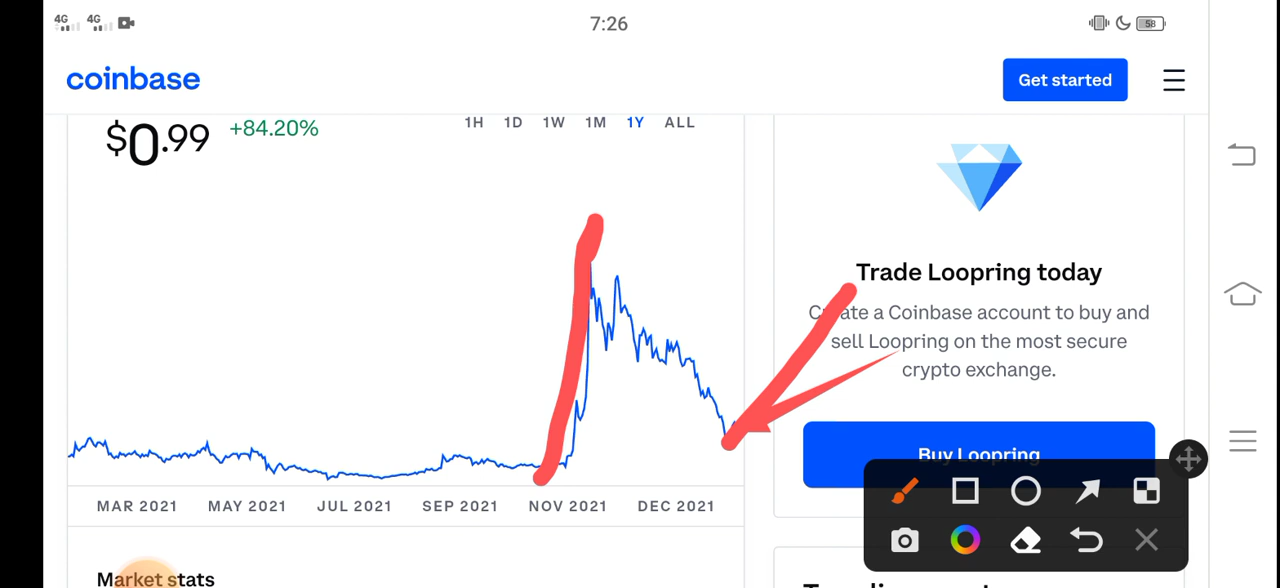 4G 4G 7:26 58
coinbase Get started
$0.99 +84.20% 1H 1D 1W 1M 1Y ALL
Trade Loopring today
Create a Coinbase account to buy and
sell Loopring on the most secure
crypto exchange.
Buy Loopring
MAR 2021 MAY 2021 JUL 2021 SEP 2021 NOV 2021 DEC 2021
Market stats